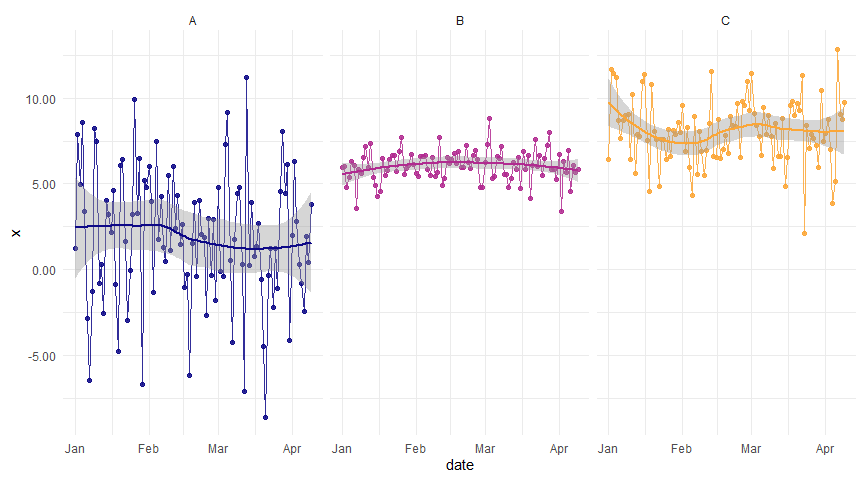 A B C
10.00
5.00
0.00
-5.00
x
Jan Feb Mar Apr Jan Feb Mar Apr Jan Feb Mar Apr
date